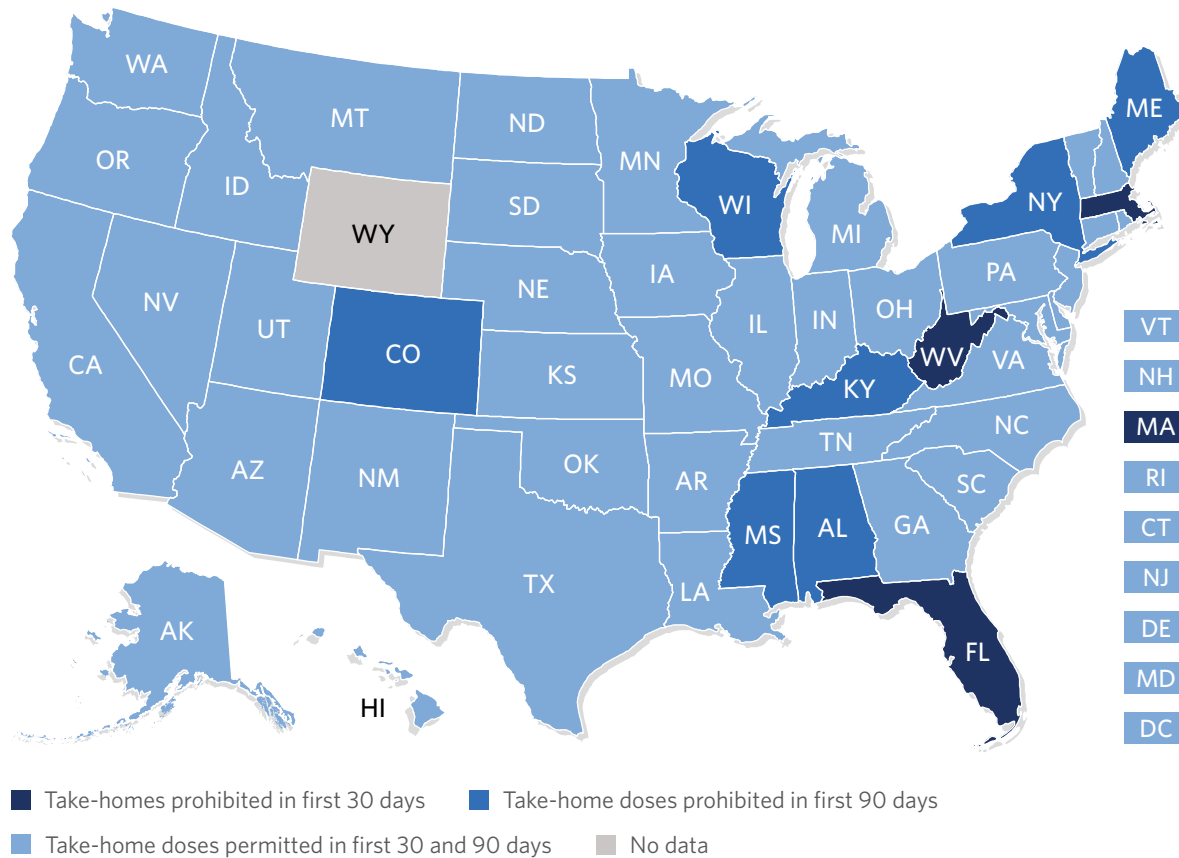 WA
MT
ND
MN
ME
OR
ID
SD
WI
NY
MI
WY
IA
PA
NE
NV
UT
IL
IN
OH
VT
CA
CO
KS
MO
WV
VA
NH
KY
MA
TN
NC
AZ
NM
OK
AR
SC
RI
MS
AL
GA
CT
TX
LA
NJ
AK
DE
FL
MD
HI
DC
Take-homes prohibited in first 30 days
Take-home doses prohibited in first 90 days
Take-home doses permitted in first 30 and 90 days
No data